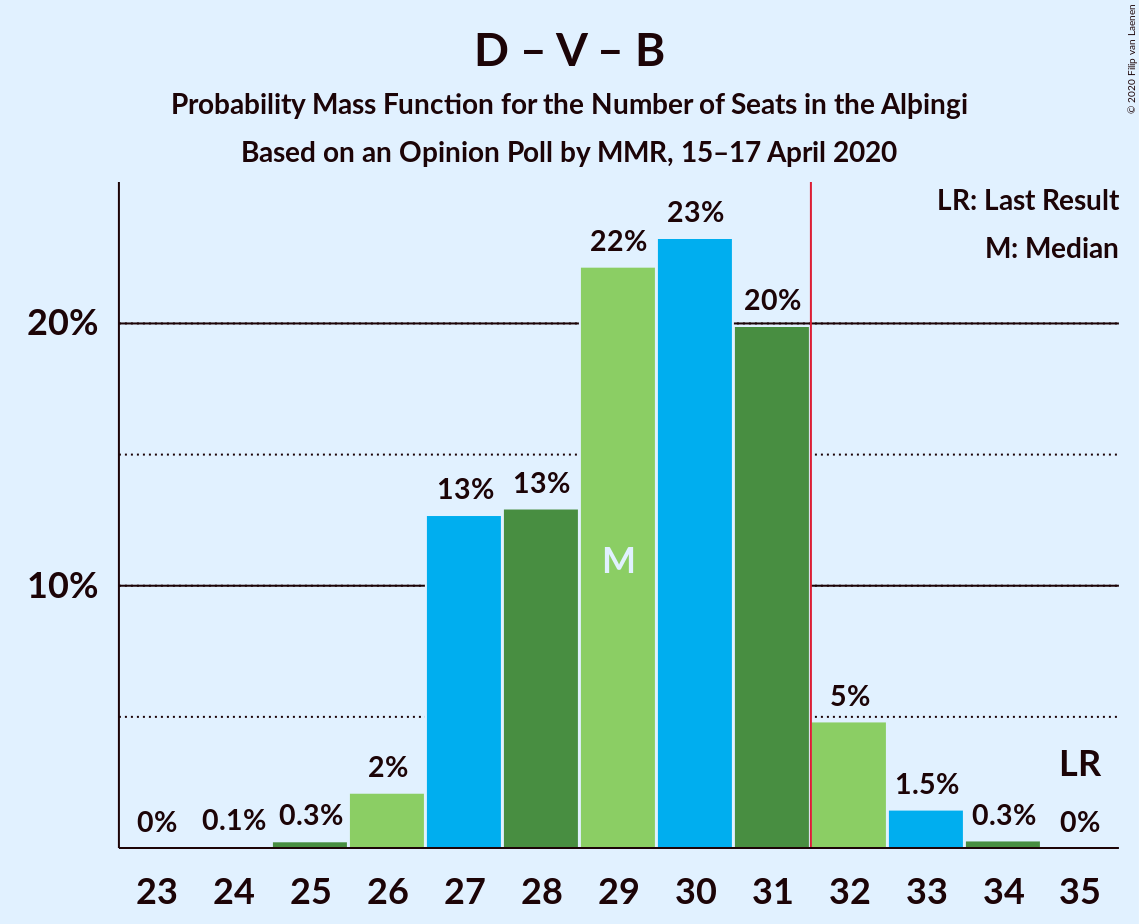 D – V – B
Probability Mass Function for the Number of Seats in the Alþingi
Based on an Opinion Poll by MMR, 15–17 April 2020
© 2020 Filip van Laenen
LR: Last Result
M: Median
23%
22%
20%
20%
13%
13%
M
10%
5%
LR
2%
1.5%
0%
0.1%
0.3%
0.3%
0%
23 24 25 26 27 28 29 30 31 32 33 34 35